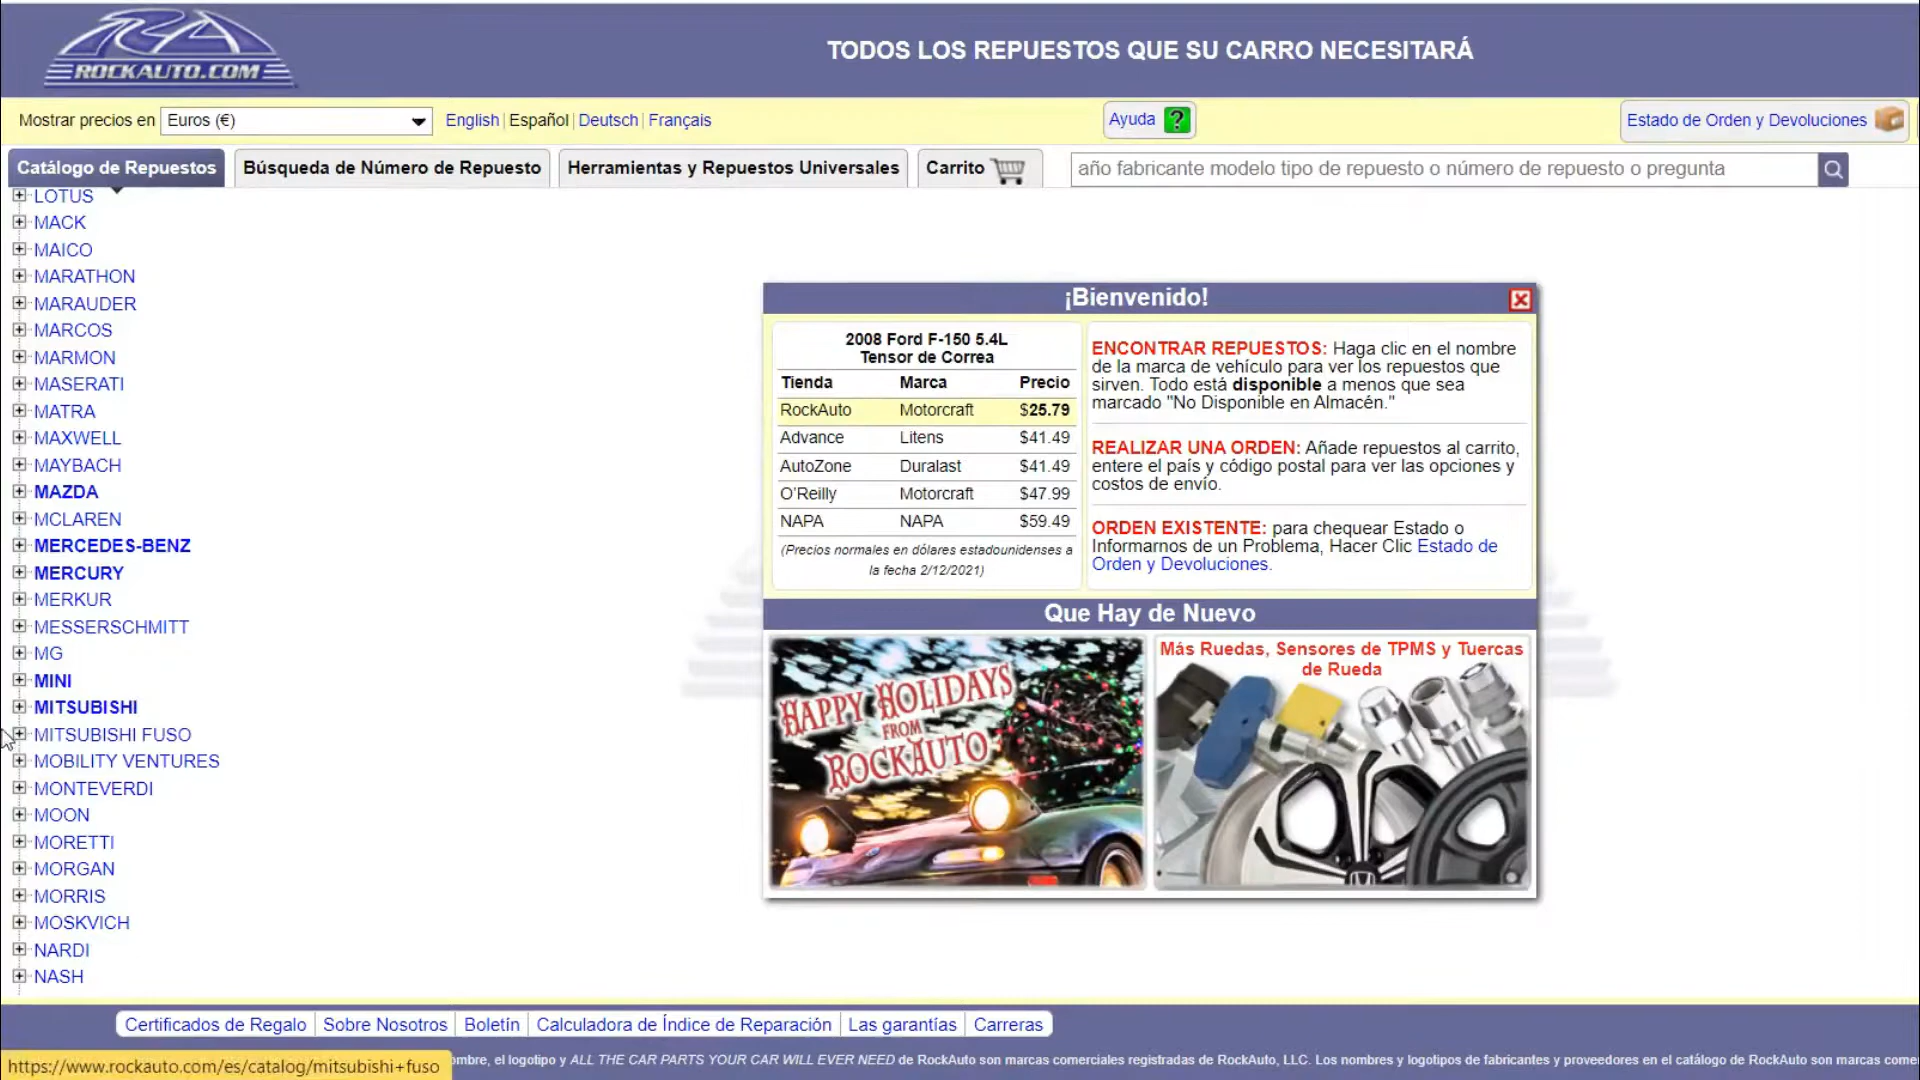 ROCKAUTO.COM
TODOS LOS REPUESTOS QUE SU CARRO NECESITARÁ
Mostrar precios en Euros (€) English | Español | Deutsch | Français
Ayuda ?
Estado de Orden y Devoluciones
Catálogo de Repuestos
Búsqueda de Número de Repuesto
Herramientas y Repuestos Universales
Carrito
año fabricante modelo tipo de repuesto o número de repuesto o pregunta
LOTUS
MACK
MAICO
MARATHON
MARAUDER
MARCOS
MARMON
MASERATI
MATRA
MAXWELL
MAYBACH
MAZDA
MCLAREN
MERCEDES-BENZ
MERCURY
MERKUR
MESSERSCHMITT
MG
MINI
MITSUBISHI
MITSUBISHI FUSO
MOBILITY VENTURES
MONTEVERDI
MOON
MORETTI
MORGAN
MORRIS
MOSKVICH
NARDI
NASH
¡Bienvenido!
2008 Ford F-150 5.4L
Tensor de Correa
Tienda Marca Precio
RockAuto Motorcraft $25.79
Advance Litens $41.49
AutoZone Duralast $41.49
O'Reilly Motorcraft $47.99
NAPA NAPA $59.49
(Precios normales en dólares estadounidenses a
la fecha 2/12/2021)
ENCONTRAR REPUESTOS: Haga clic en el nombre
de la marca de vehículo para ver los repuestos que
sirven. Todo está disponible a menos que sea
marcado "No Disponible en Almacén."
REALIZAR UNA ORDEN: Añade repuestos al carrito,
entere el país y código postal para ver las opciones y
costos de envío.
ORDEN EXISTENTE: para chequear Estado o
Informarnos de un Problema, Hacer Clic Estado de
Orden y Devoluciones.
Que Hay de Nuevo
HAPPY HOLIDAYS
FROM
ROCKAUTO
Más Ruedas, Sensores de TPMS y Tuercas
de Rueda
Certificados de Regalo | Sobre Nosotros | Boletín | Calculadora de Índice de Reparación | Las garantías | Carreras
https://www.rockauto.com/es/catalog/mitsubishi+fuso
ombre, el logotipo y ALL THE CAR PARTS YOUR CAR WILL EVER NEED de RockAuto son marcas comerciales registradas de RockAuto, LLC. Los nombres y logotipos de fabricantes y proveedores en el catálogo de RockAuto son marcas come